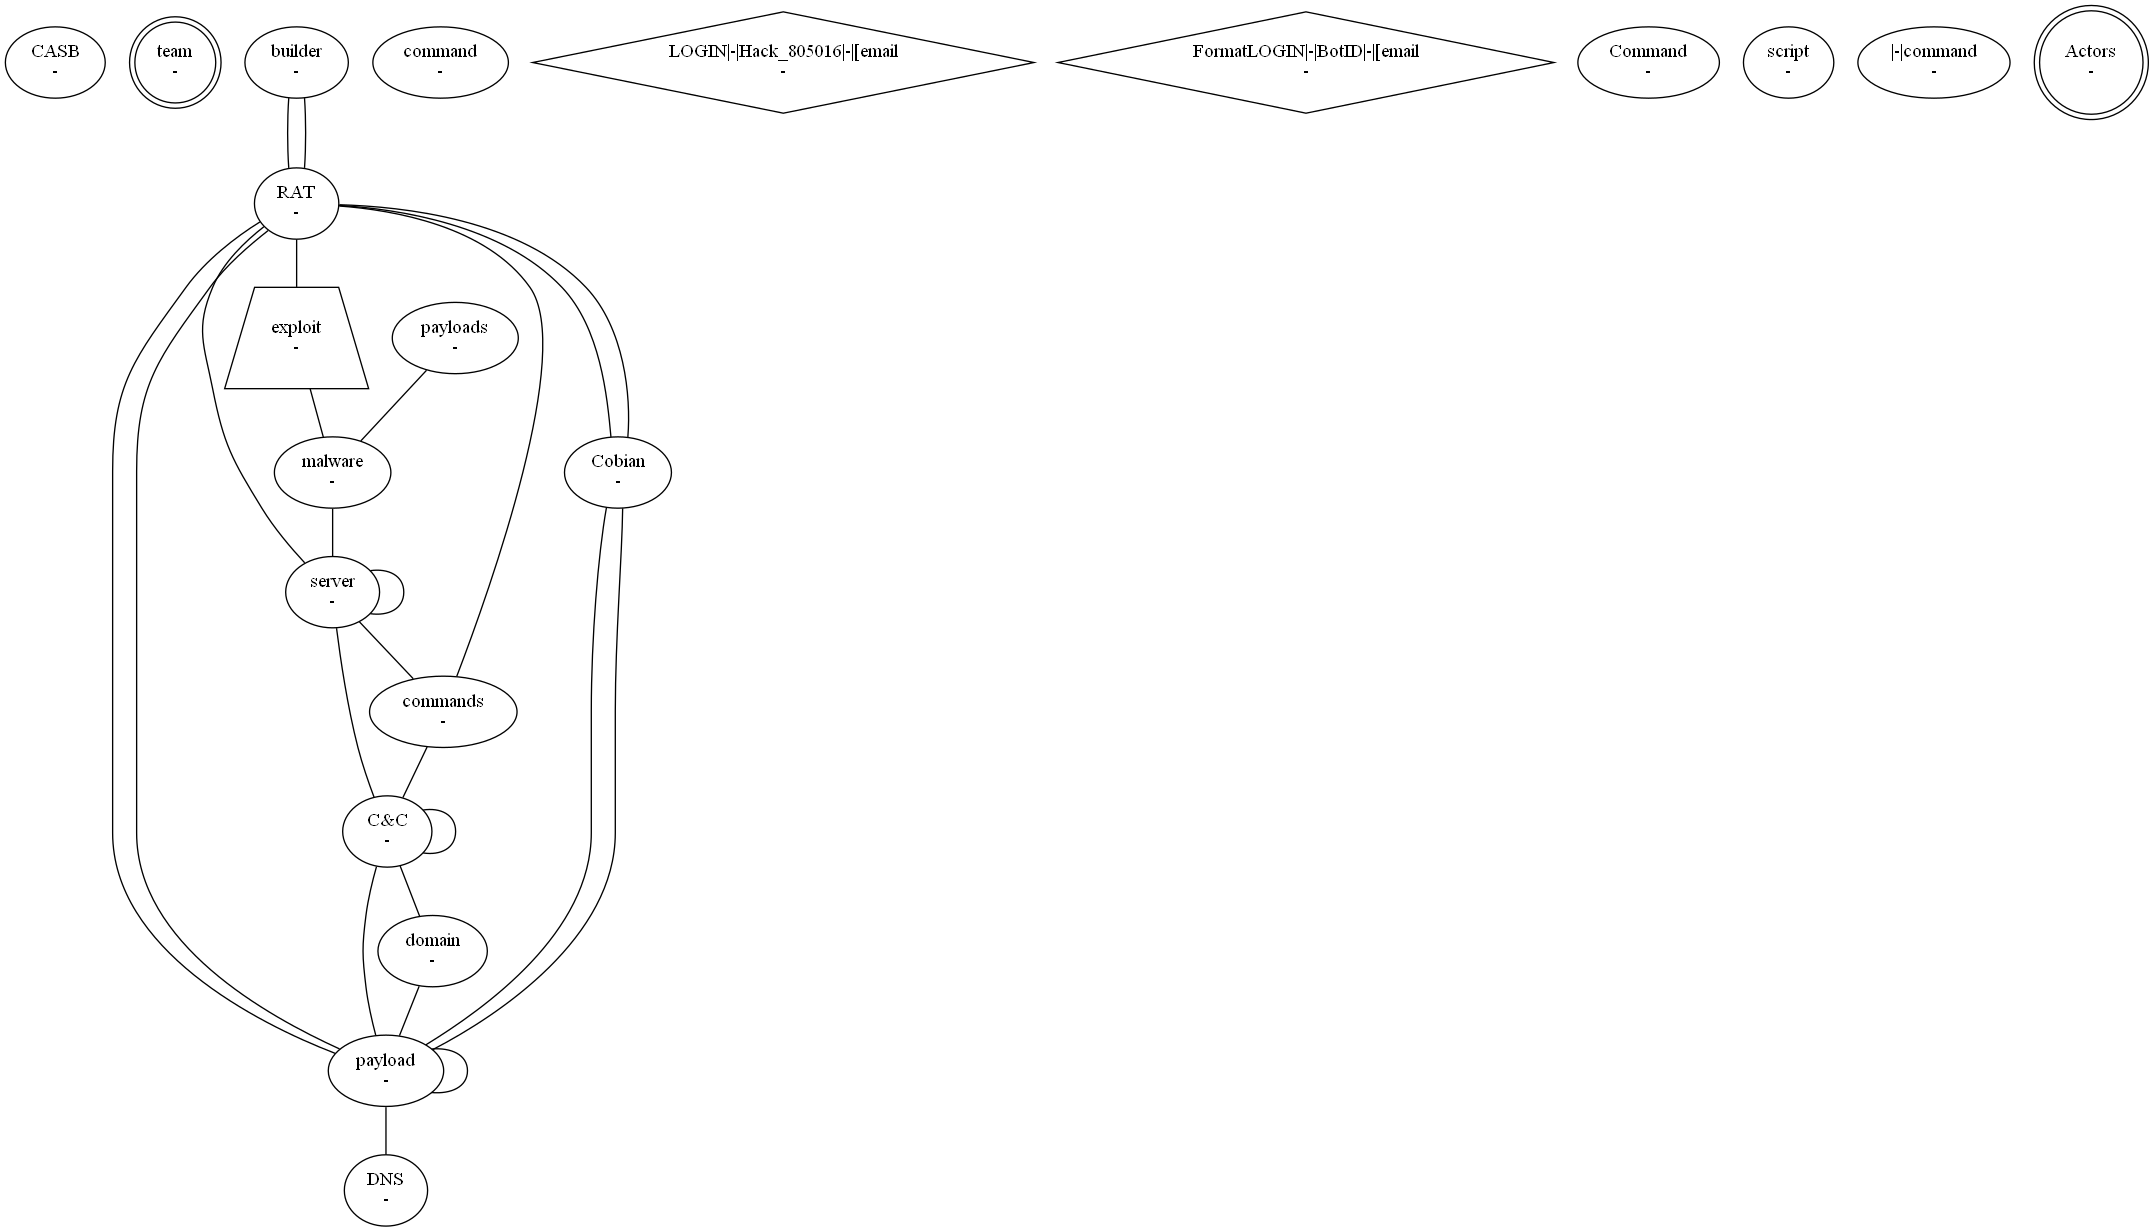 CASB
-
team
-
builder
-
command
-
LOGIN|-|Hack_805016|-|[email
-
FormatLOGIN|-|BotID|-|[email
-
Command
-
script
-
|-|command
-
Actors
-
RAT
-
exploit
-
payloads
-
malware
-
Cobian
-
server
-
commands
-
C&C
-
domain
-
payload
-
DNS
-